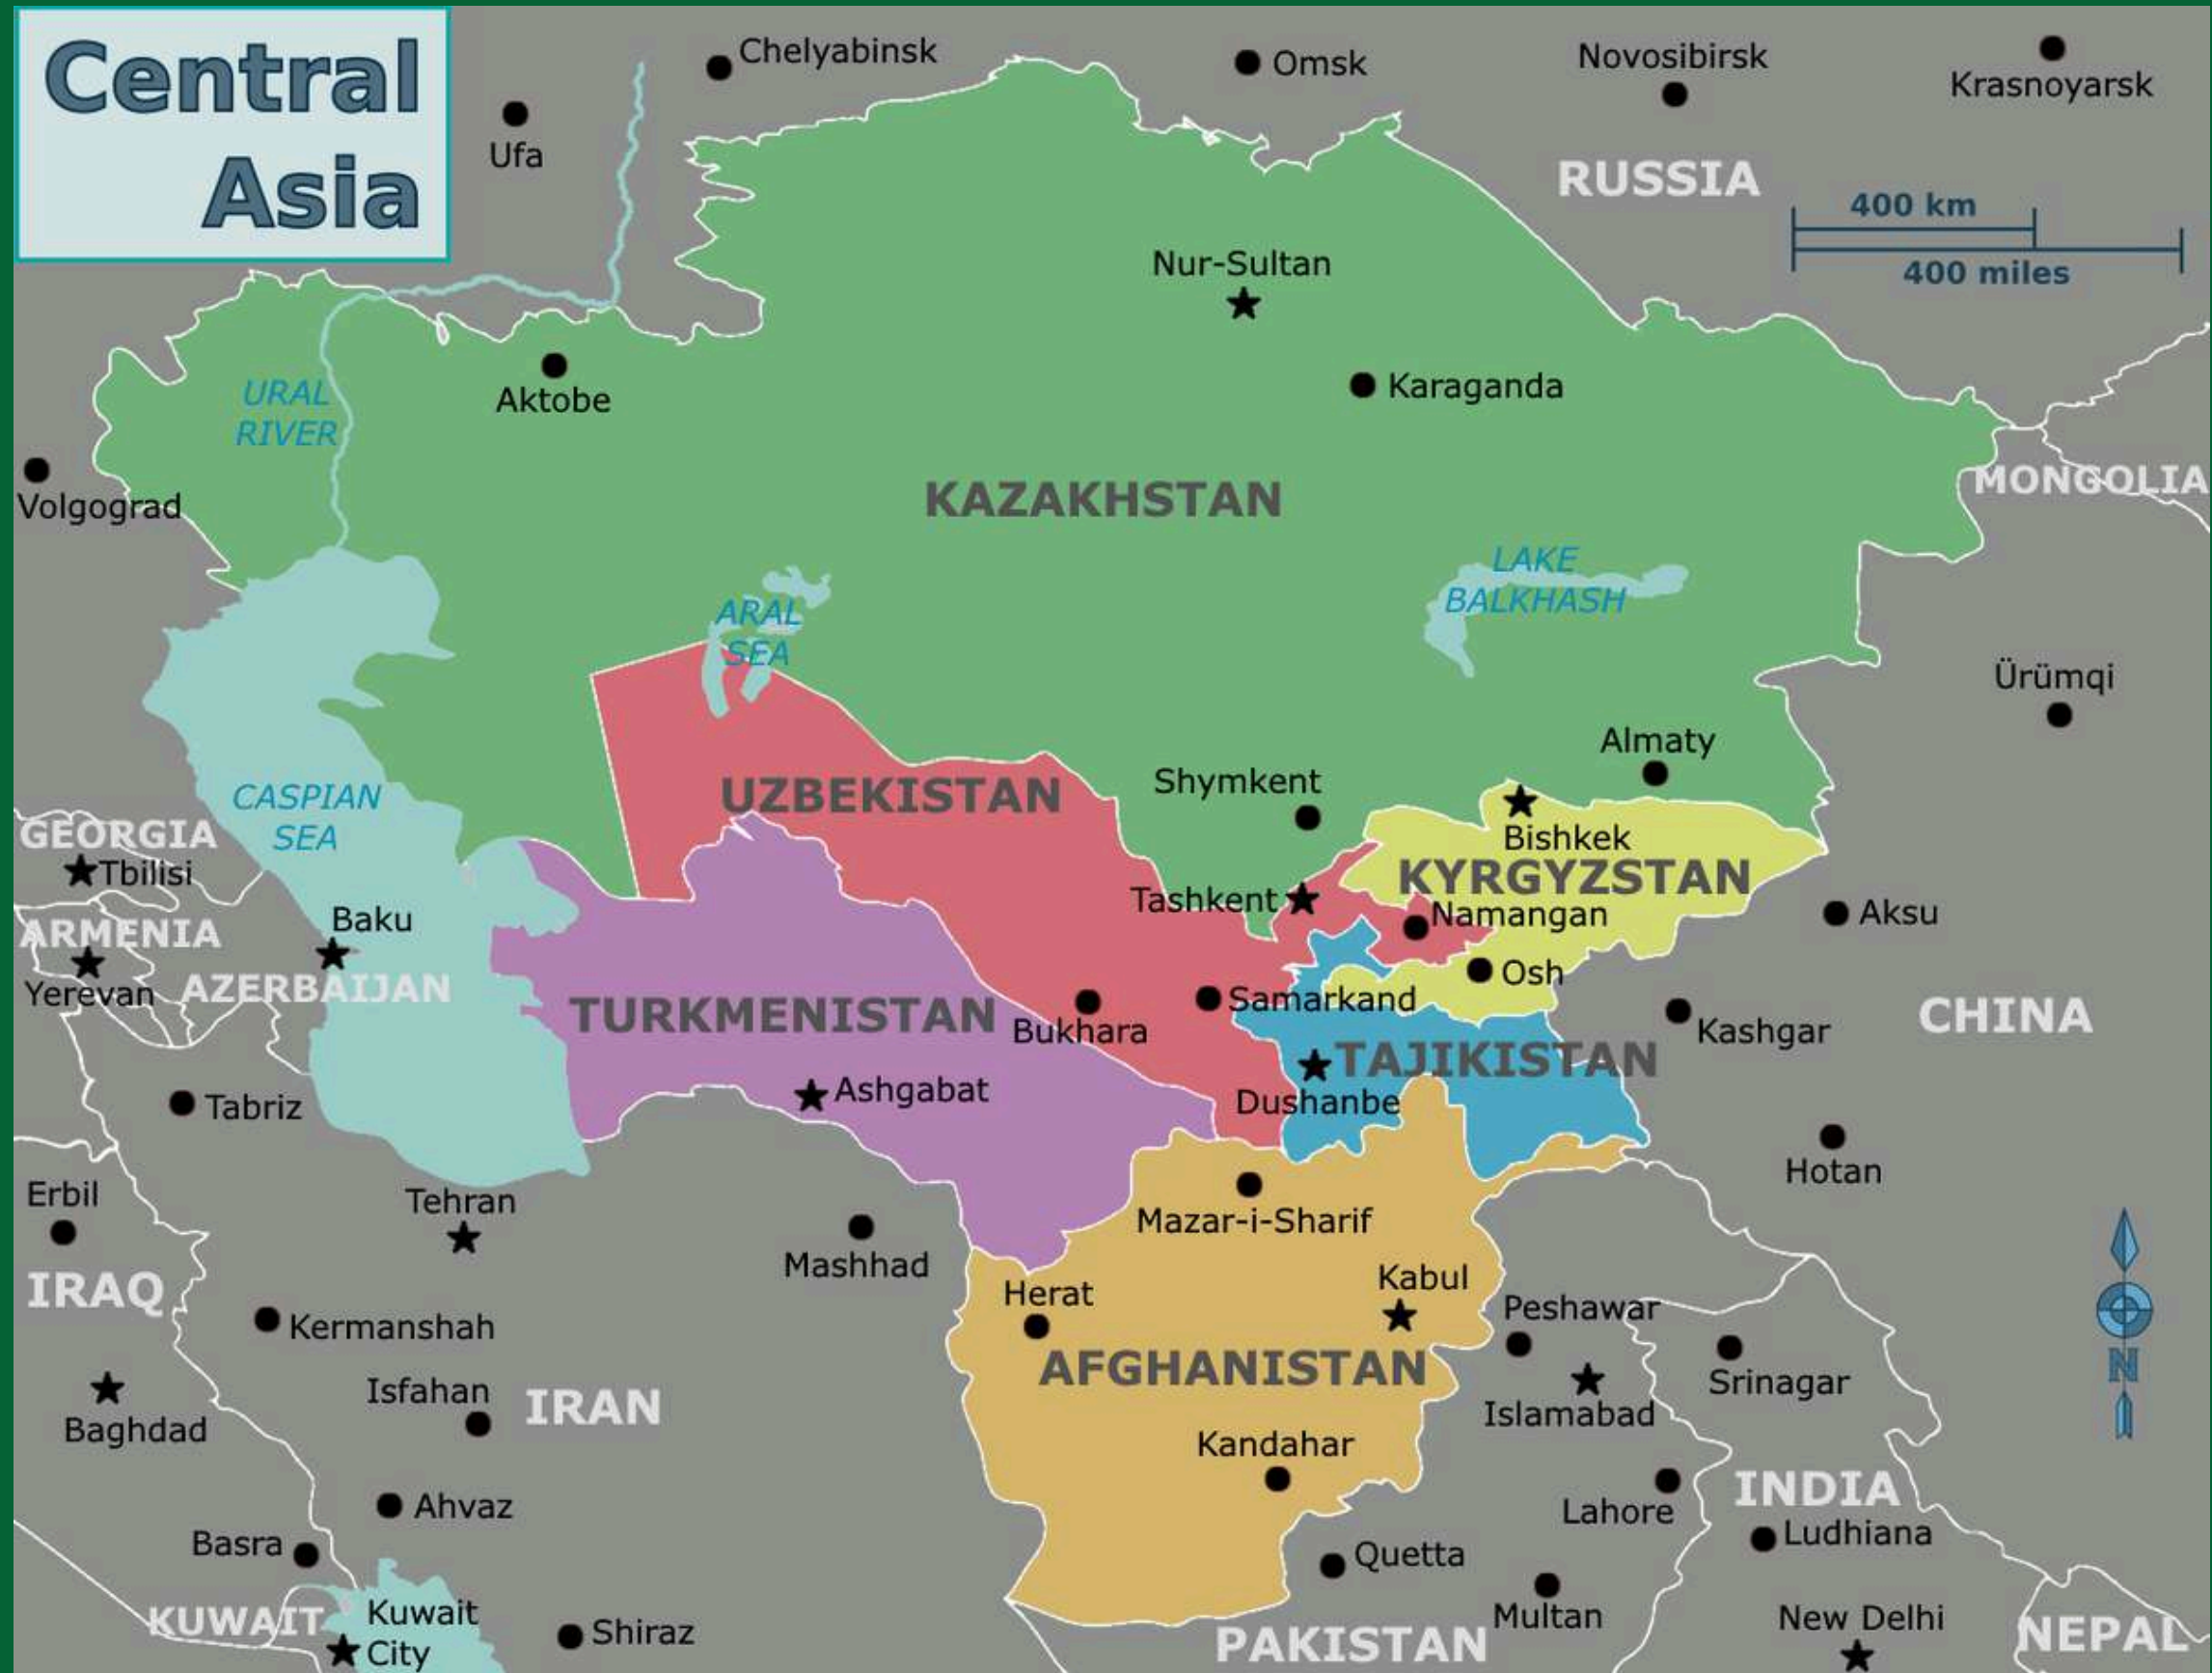 Central
Asia
Chelyabinsk
Omsk
Novosibirsk
Krasnoyarsk
Ufa
RUSSIA
400 km
400 miles
Nur-Sultan
Karaganda
Aktobe
URAL
RIVER
Volgograd
KAZAKHSTAN
MONGOLIA
LAKE
BALKHASH
ARAL
SEA
Ürümqi
Almaty
Shymkent
UZBEKISTAN
CASPIAN
SEA
GEORGIA
Tbilisi
Bishkek
KYRGYZSTAN
Tashkent
Namangan
Aksu
Baku
ARMENIA
Yerevan
AZERBAIJAN
Osh
TURKMENISTAN
Samarkand
Bukhara
Kashgar
CHINA
TAJIKISTAN
Ashgabat
Dushanbe
Tabriz
Hotan
Erbil
Tehran
Mazar-i-Sharif
Mashhad
IRAQ
Herat
Kabul
Peshawar
Kermanshah
N
AFGHANISTAN
Srinagar
Isfahan
IRAN
Islamabad
Baghdad
Kandahar
INDIA
Ahvaz
Lahore
Ludhiana
Basra
Quetta
KUWAIT
Kuwait
City
Shiraz
Multan
New Delhi
NEPAL
PAKISTAN